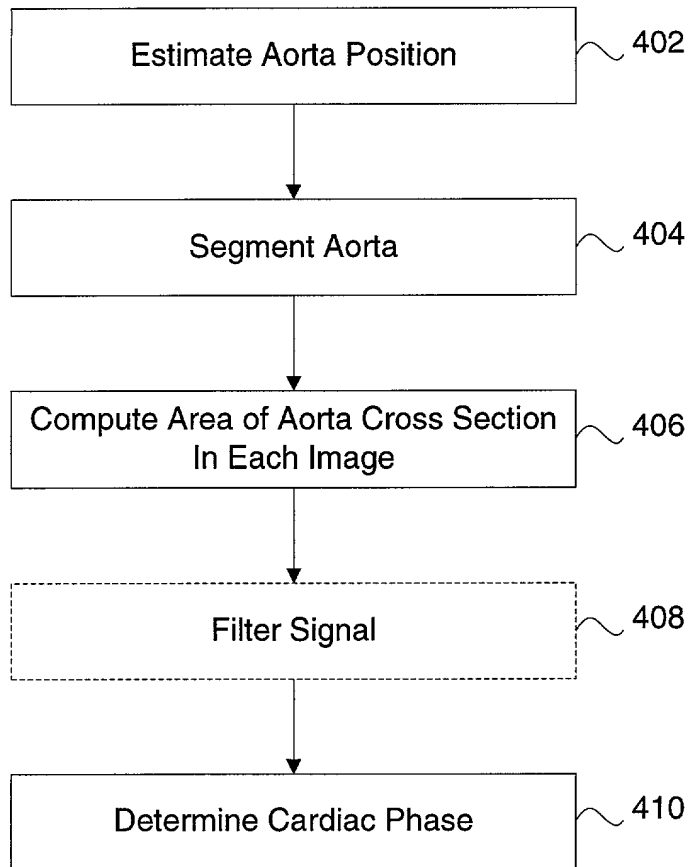 Estimate Aorta Position
402
Segment Aorta
404
Compute Area of Aorta Cross Section
In Each Image
406
Filter Signal
408
Determine Cardiac Phase
410